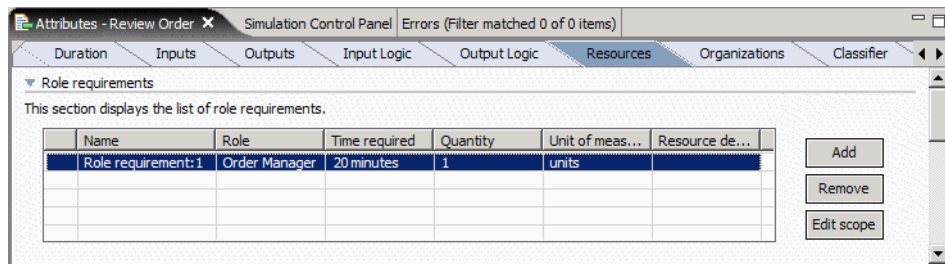 Attributes - Review Order Simulation Control Panel Errors (Filter matched 0 of 0 items)
Duration Inputs Outputs Input Logic Output Logic Resources Organizations Classifier
Role requirements
This section displays the list of role requirements.
Name Role Time required Quantity Unit of meas... Resource de...
Add
Role requirement:1 Order Manager 20 minutes 1 units
Remove
Edit scope